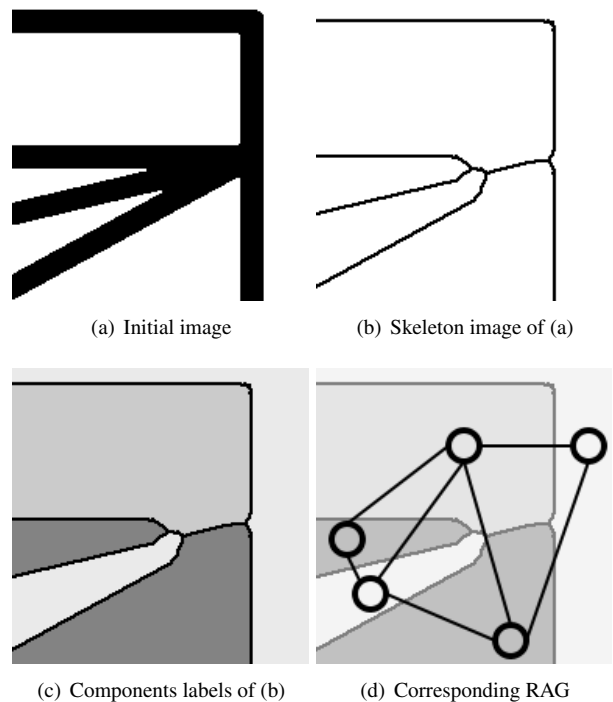 (a) Initial image
(b) Skeleton image of (a)
(c) Components labels of (b)
(d) Corresponding RAG